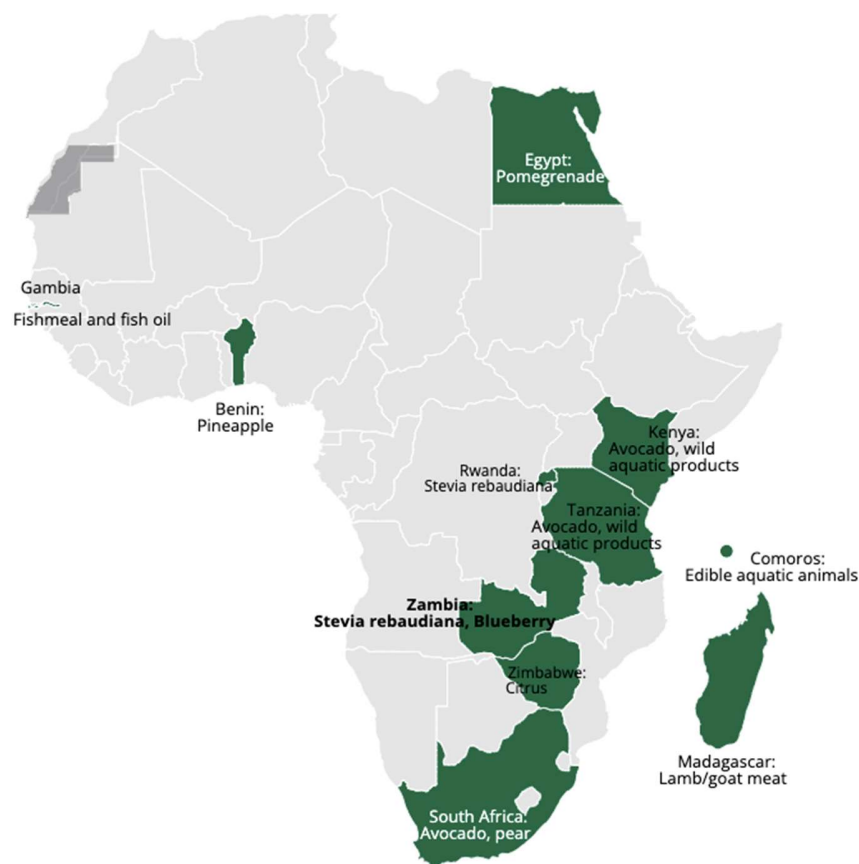 Egypt:
Pomegrenade
Gambia
Fishmeal and fish oil
Benin:
Pineapple
Kenya:
Avocado, wild
aquatic products
Rwanda:
Stevia rebaudiana
Tanzania:
Avocado, wild
aquatic products
Comoros:
Edible aquatic animals
Zambia:
Stevia rebaudiana, Blueberry
Zimbabwe:
Citrus
Madagascar:
Lamb/goat meat
South Africa:
Avocado, pear